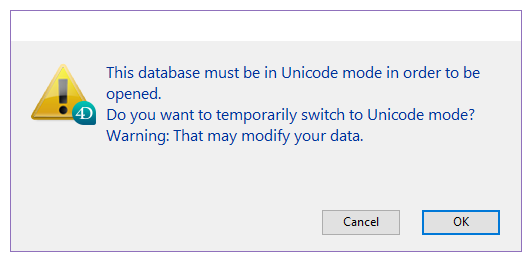 This database must be in Unicode mode in order to be
opened.
Do you want to temporarily switch to Unicode mode?
Warning: That may modify your data.
4D
Cancel
OK